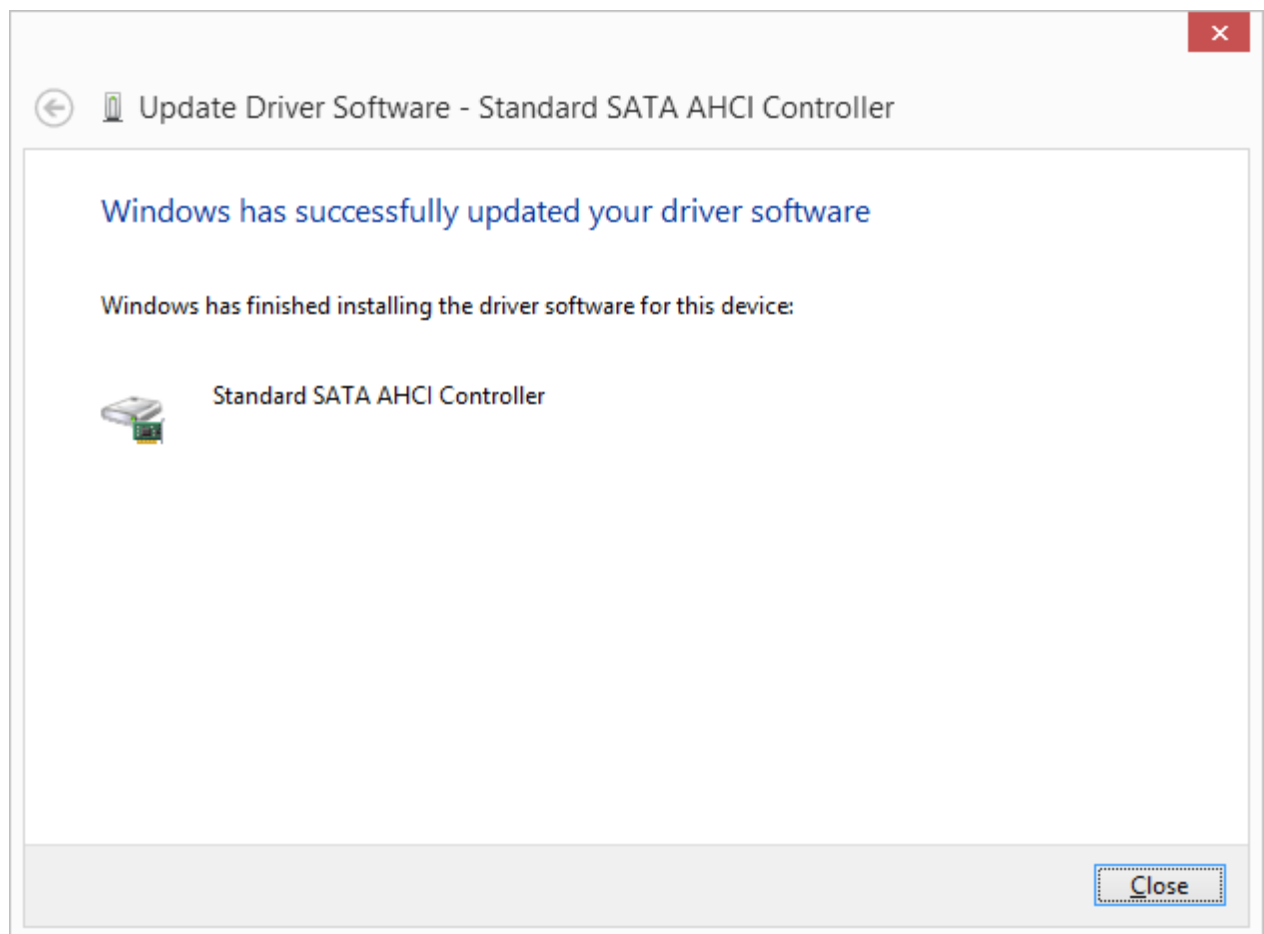 Update Driver Software - Standard SATA AHCI Controller
Windows has successfully updated your driver software
Windows has finished installing the driver software for this device:
Standard SATA AHCI Controller
Close